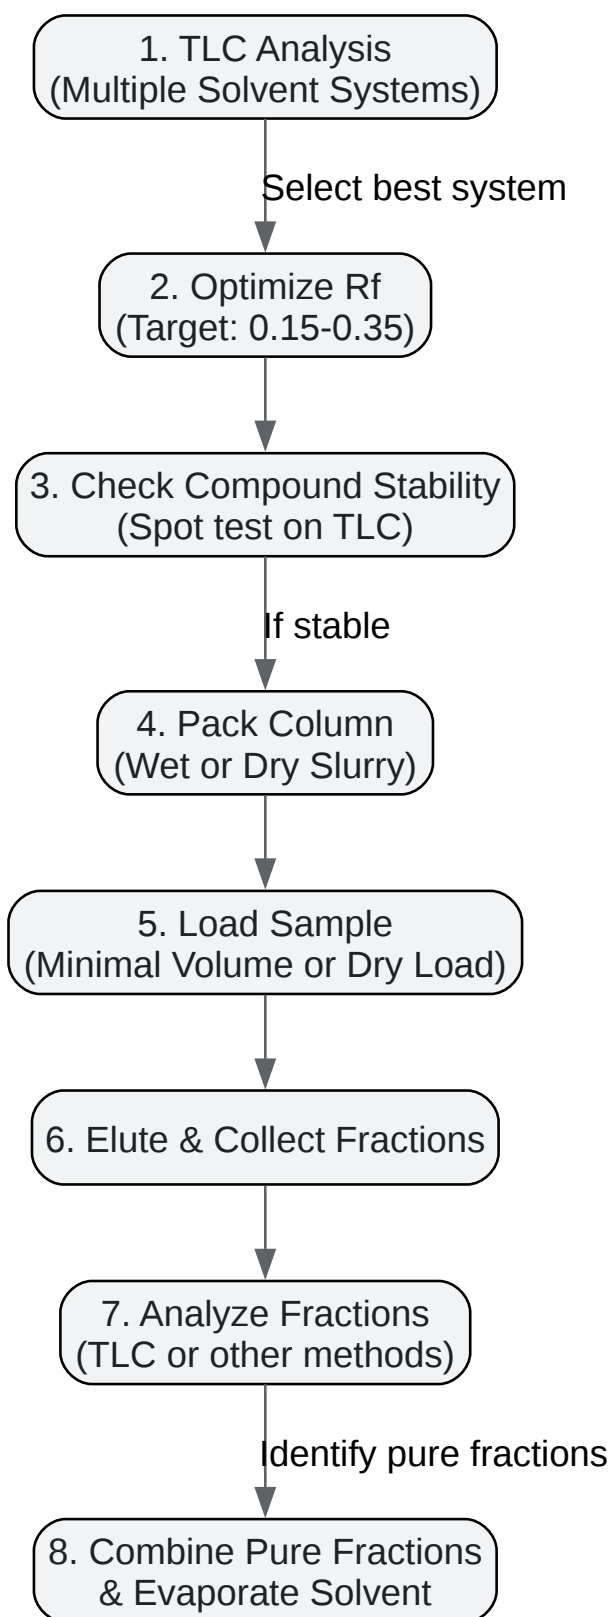 1. TLC Analysis
(Multiple Solvent Systems)
Select best system
2. Optimize Rf
(Target: 0.15-0.35)
3. Check Compound Stability
(Spot test on TLC)
If stable
4. Pack Column
(Wet or Dry Slurry)
5. Load Sample
(Minimal Volume or Dry Load)
6. Elute & Collect Fractions
7. Analyze Fractions
(TLC or other methods)
Identify pure fractions
8. Combine Pure Fractions
& Evaporate Solvent